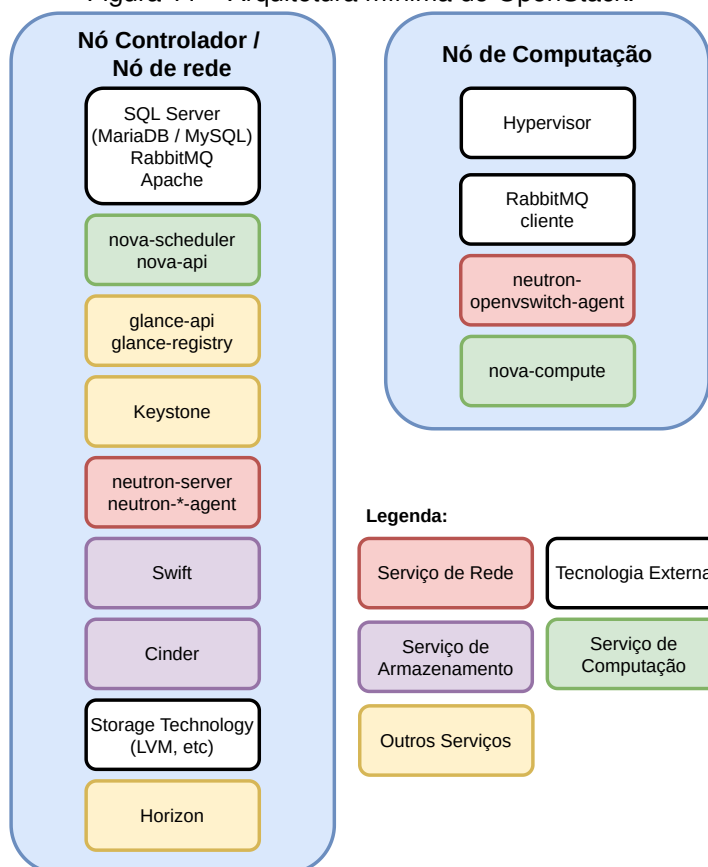 Nó Controlador /
Nó de rede
SQL Server
(MariaDB / MySQL)
RabbitMQ
Apache
nova-scheduler
nova-api
glance-api
glance-registry
Keystone
neutron-server
neutron-*-agent
Swift
Cinder
Storage Technology
(LVM, etc)
Horizon
Nó de Computação
Hypervisor
RabbitMQ
cliente
neutron-
openvswitch-agent
nova-compute
Legenda:
Serviço de Rede
Tecnologia Externa
Serviço de
Armazenamento
Serviço de
Computação
Outros Serviços